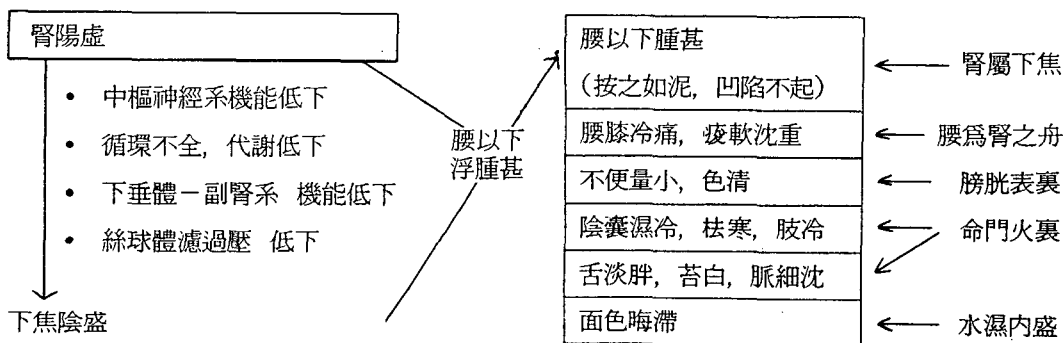 腎陽虛
• 中樞神經系機能低下
• 循環不全, 代謝低下
• 下垂體－副腎系 機能低下
• 絲球體濾過壓 低下
下焦陰盛
腰以下
浮腫甚
腰以下腫甚
(按之如泥, 凹陷不起)
腰膝冷痛, 疲軟沈重
不便量小, 色清
陰囊濕冷, 怯寒, 肢冷
舌淡胖, 苔白, 脈細沈
面色晦滯
腎屬下焦
腰爲腎之舟
膀胱表裏
命門火裏
水濕内盛